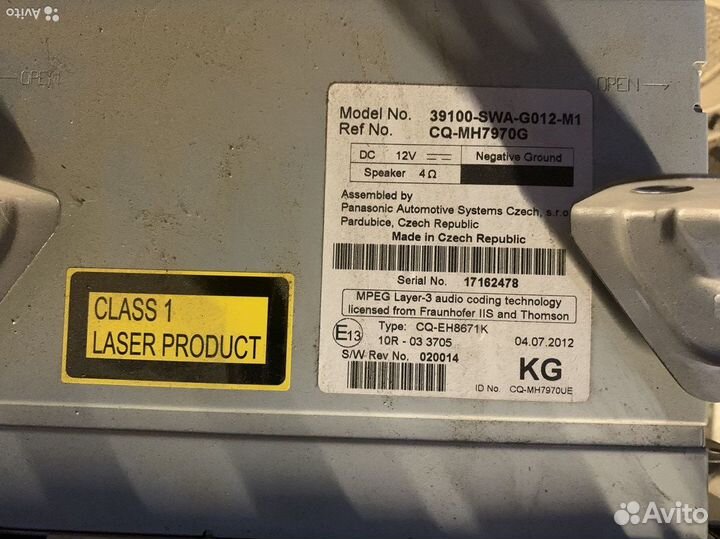 Avito
OPEN
OPEN
Model No. 39100-SWA-G012-M1
Ref No. CQ-MH7970G
DC 12V Negative Ground
Speaker 4 Ω
Assembled by
Panasonic Automotive Systems Czech, s.r.o
Pardubice, Czech Republic
Made in Czech Republic
Serial No. 17162478
MPEG Layer-3 audio coding technology
licensed from Fraunhofer IIS and Thomson
E13 Type: CQ-EH8671K
10R - 03 3705 04.07.2012
S/W Rev No. 020014
KG
ID No. CQ-MH7970UE
CLASS 1
LASER PRODUCT
Avito